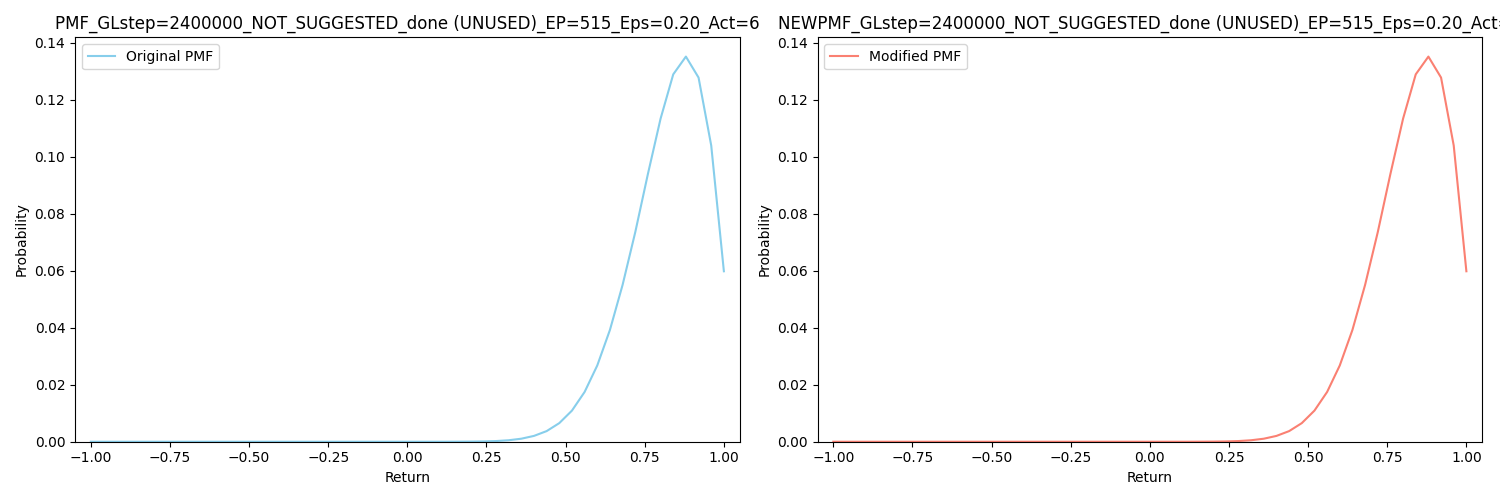 PMF_GLstep=2400000_NOT_SUGGESTED_done (UNUSED)_EP=515_Eps=0.20_Act=6
Original PMF
0.14
0.12
0.10
0.08
0.06
0.04
0.02
0.00
Probability
−1.00 −0.75 −0.50 −0.25 0.00 0.25 0.50 0.75 1.00
Return
NEWPMF_GLstep=2400000_NOT_SUGGESTED_done (UNUSED)_EP=515_Eps=0.20_Act=
Modified PMF
0.14
0.12
0.10
0.08
0.06
0.04
0.02
0.00
Probability
−1.00 −0.75 −0.50 −0.25 0.00 0.25 0.50 0.75 1.00
Return